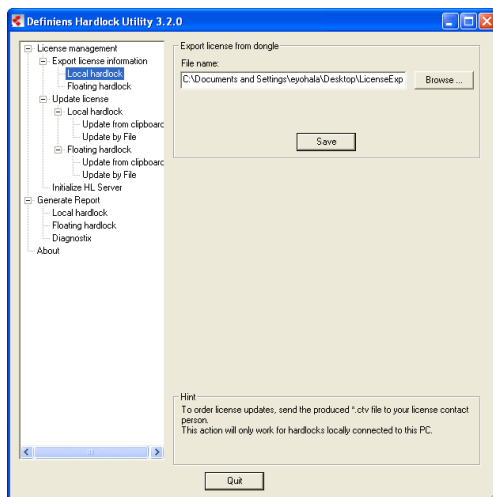 Definiens Hardlock Utility 3.2.0
License management
Export license information
Local hardlock
Floating hardlock
Update license
Local hardlock
Update from clipboard
Update by File
Floating hardlock
Update from clipboard
Update by File
Initialize HL Server
Generate Report
Local hardlock
Floating hardlock
Diagnostix
About
Export license from dongle
File name:
C:\Documents and Settings\eyohala\Desktop\LicenseExp
Browse ...
Save
Hint
To order license updates, send the produced *.ctv file to your license contact
person.
This action will only work for hardlocks locally connected to this PC.
Quit